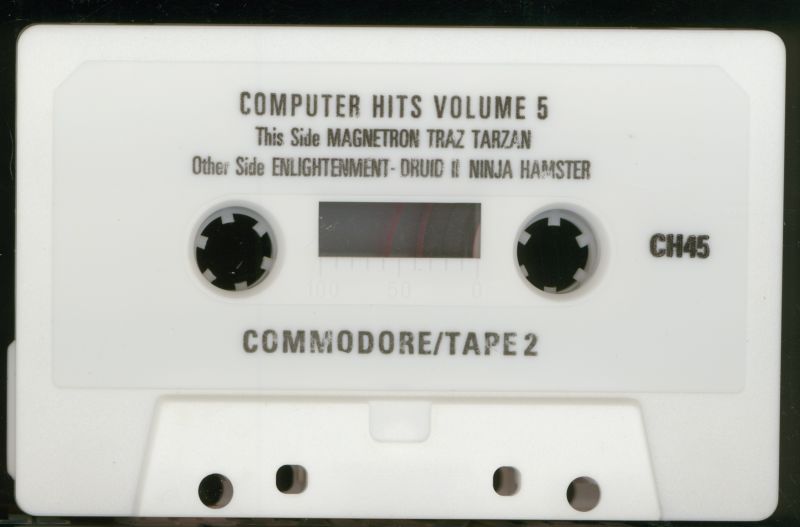 COMPUTER HITS VOLUME 5
This Side MAGNETRON TRAZ TARZAN
Other Side ENLIGHTENMENT- DRUID II NINJA HAMSTER
CH45
100 50 0
COMMODORE/TAPE 2